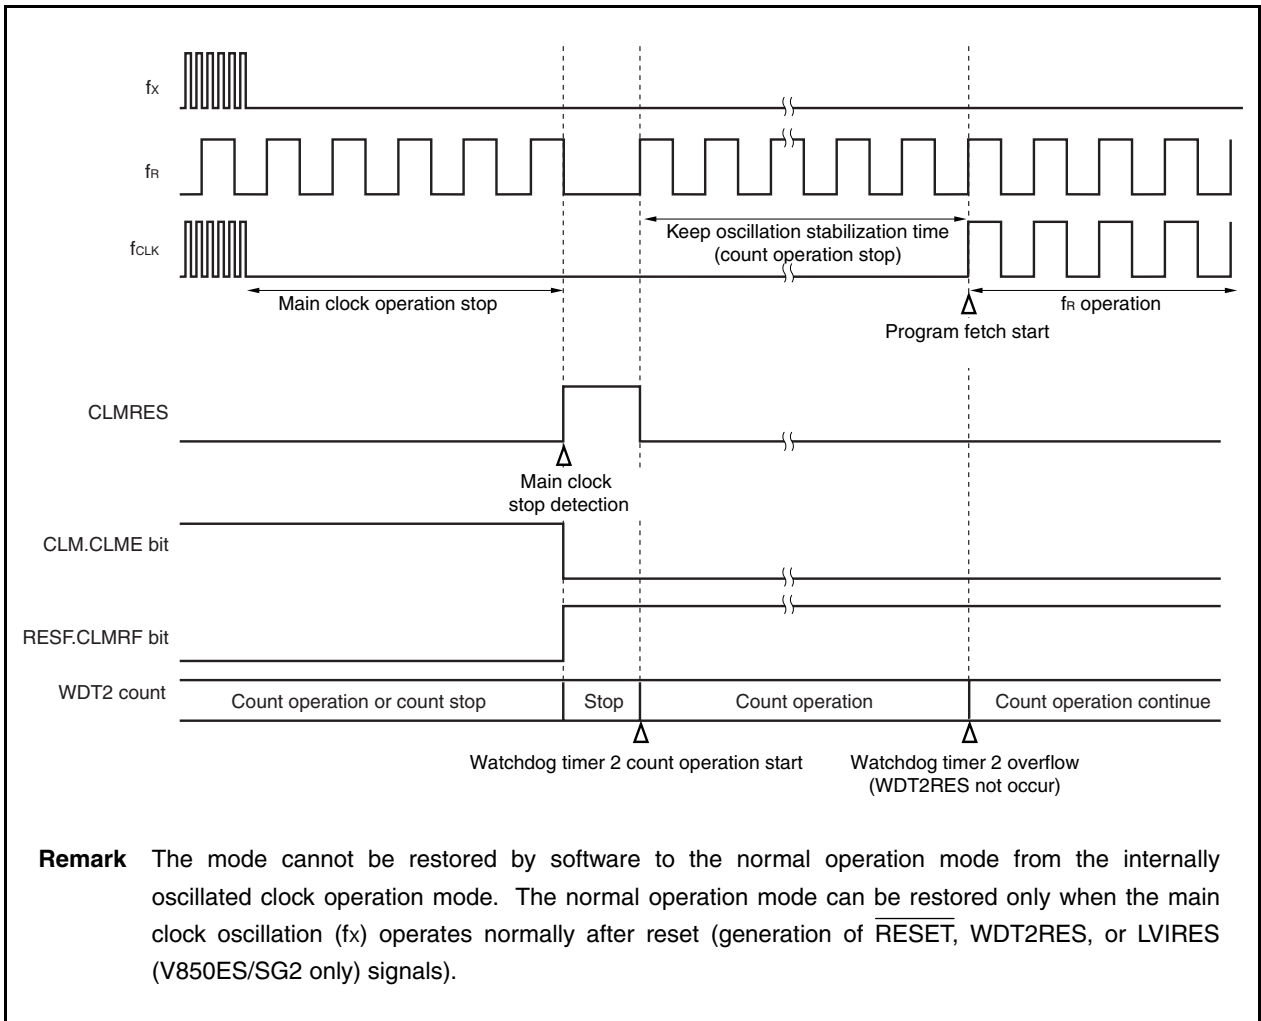 fX
fR
Keep oscillation stabilization time
(count operation stop)
fCLK
Main clock operation stop
fR operation
Program fetch start
CLMRES
Main clock
stop detection
CLM.CLME bit
RESF.CLMRF bit
WDT2 count
Count operation or count stop
Stop
Count operation
Count operation continue
Watchdog timer 2 count operation start
Watchdog timer 2 overflow
(WDT2RES not occur)
Remark The mode cannot be restored by software to the normal operation mode from the internally
oscillated clock operation mode. The normal operation mode can be restored only when the main
clock oscillation (fX) operates normally after reset (generation of RESET, WDT2RES, or LVIRES
(V850ES/SG2 only) signals).